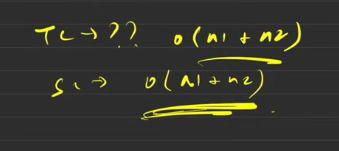 TC → ?? O(n1 + n2)
SC → O(n1 + n2)